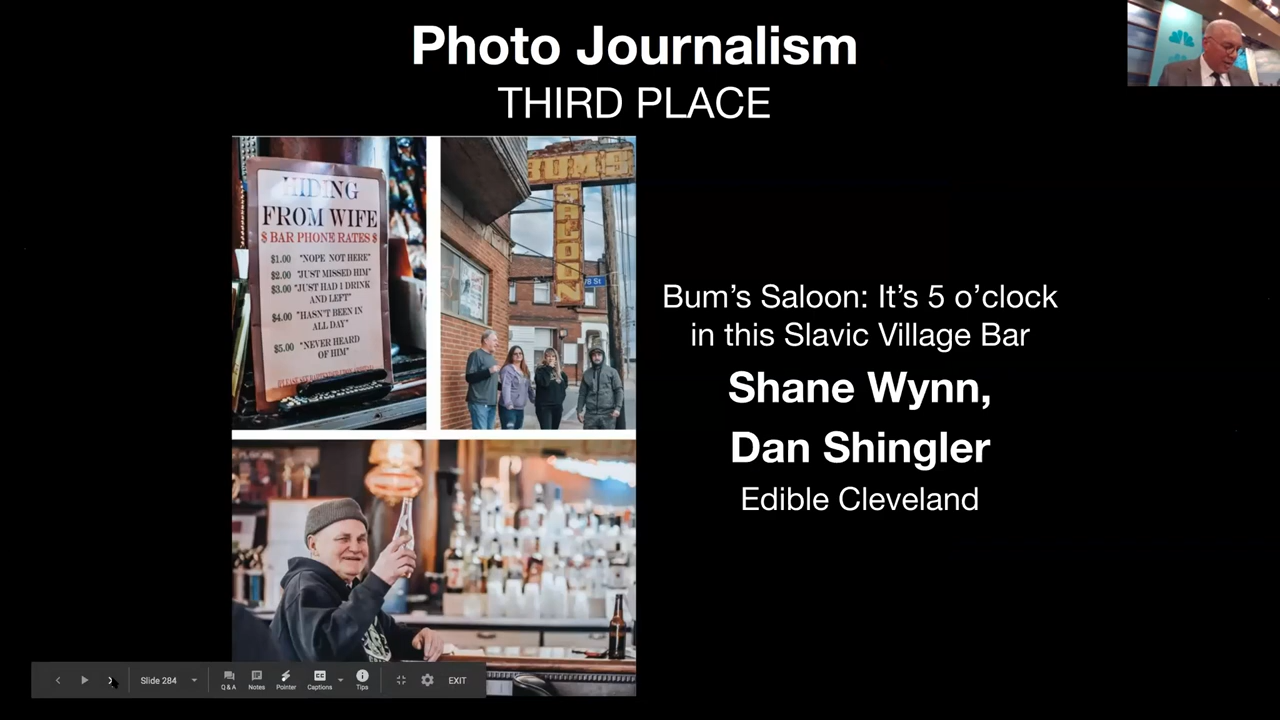 Photo Journalism
THIRD PLACE
HIDING
FROM WIFE
$ BAR PHONE RATES $
$1.00 "NOPE NOT HERE"
$2.00 "JUST MISSED HIM"
$3.00 "JUST HAD 1 DRINK
AND LEFT"
$4.00 "HASN'T BEEN IN
ALL DAY"
$5.00 "NEVER HEARD
OF HIM"
SALOON
Bum's Saloon: It's 5 o'clock
in this Slavic Village Bar
Shane Wynn,
Dan Shingler
Edible Cleveland
Slide 284
Q & A
Notes
Pointer
Captions
Tips
EXIT